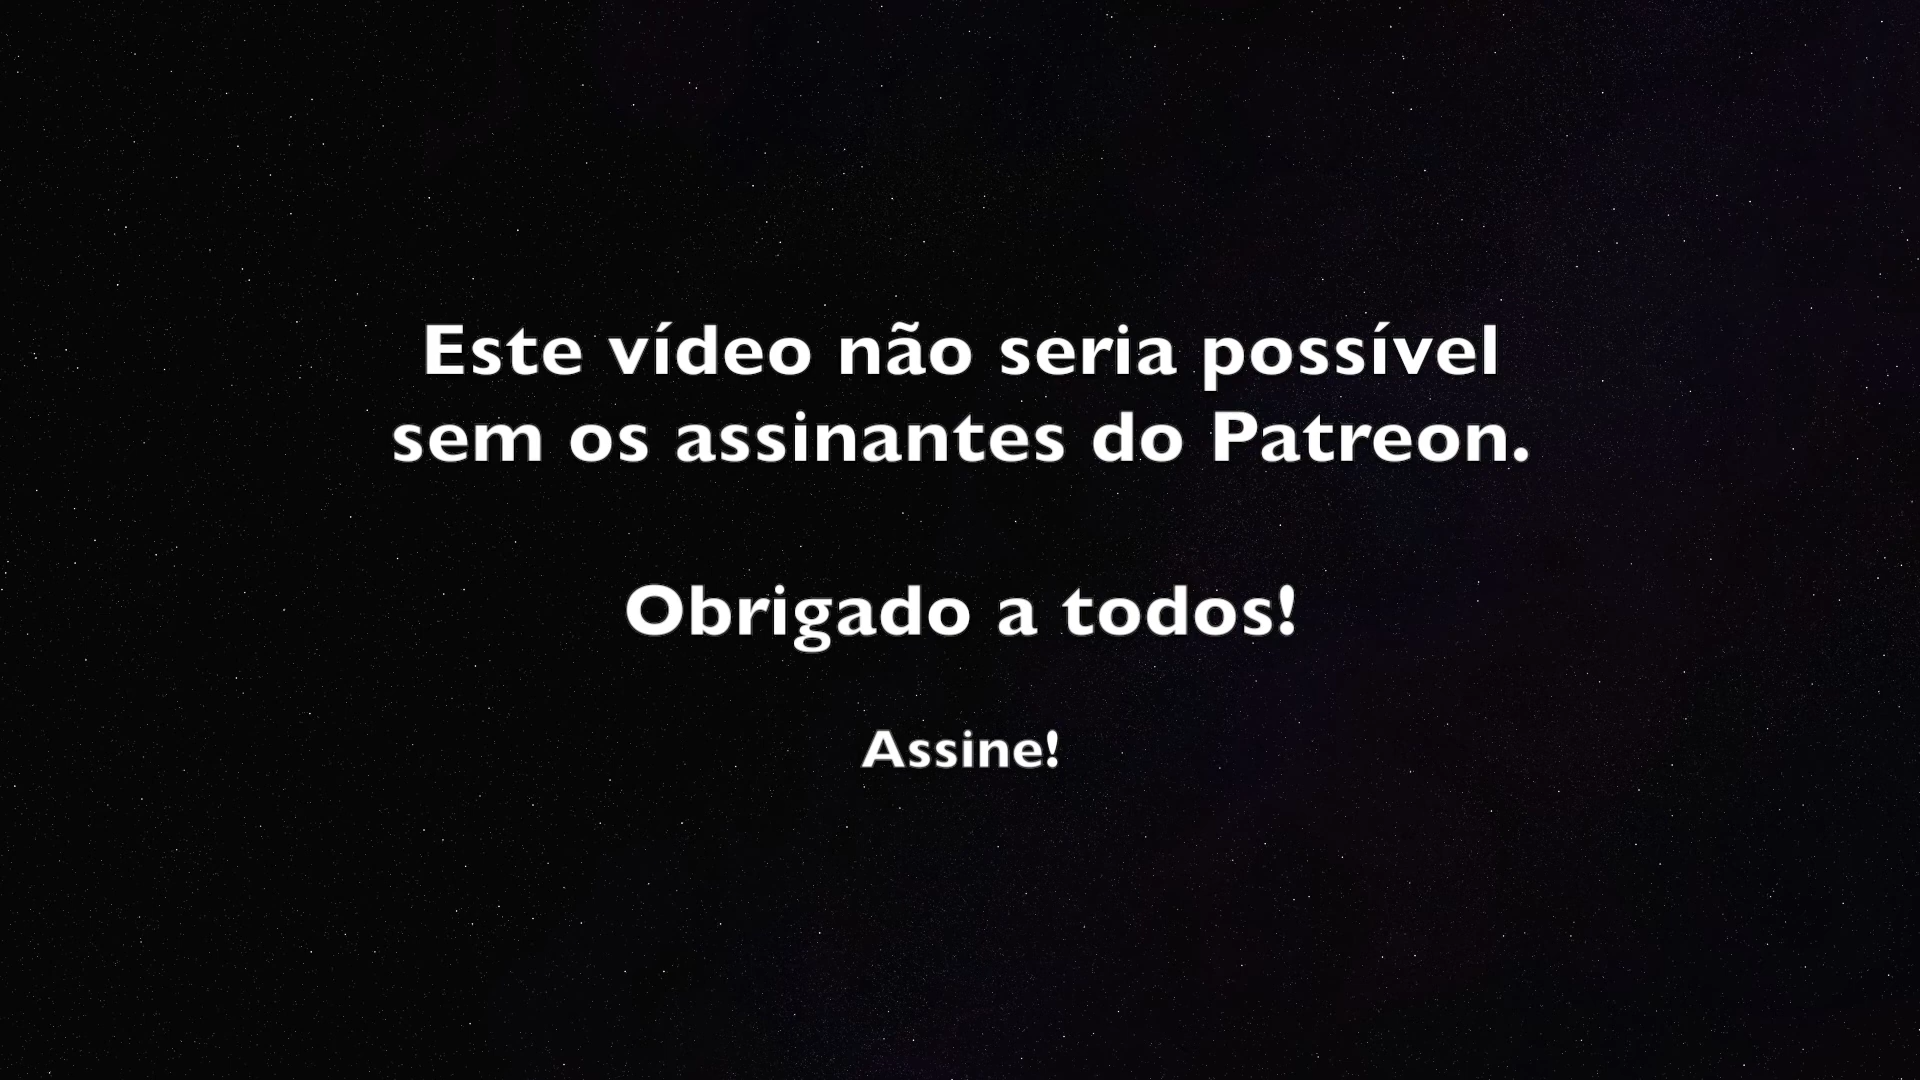 Este vídeo não seria possível
sem os assinantes do Patreon.
Obrigado a todos!
Assine!